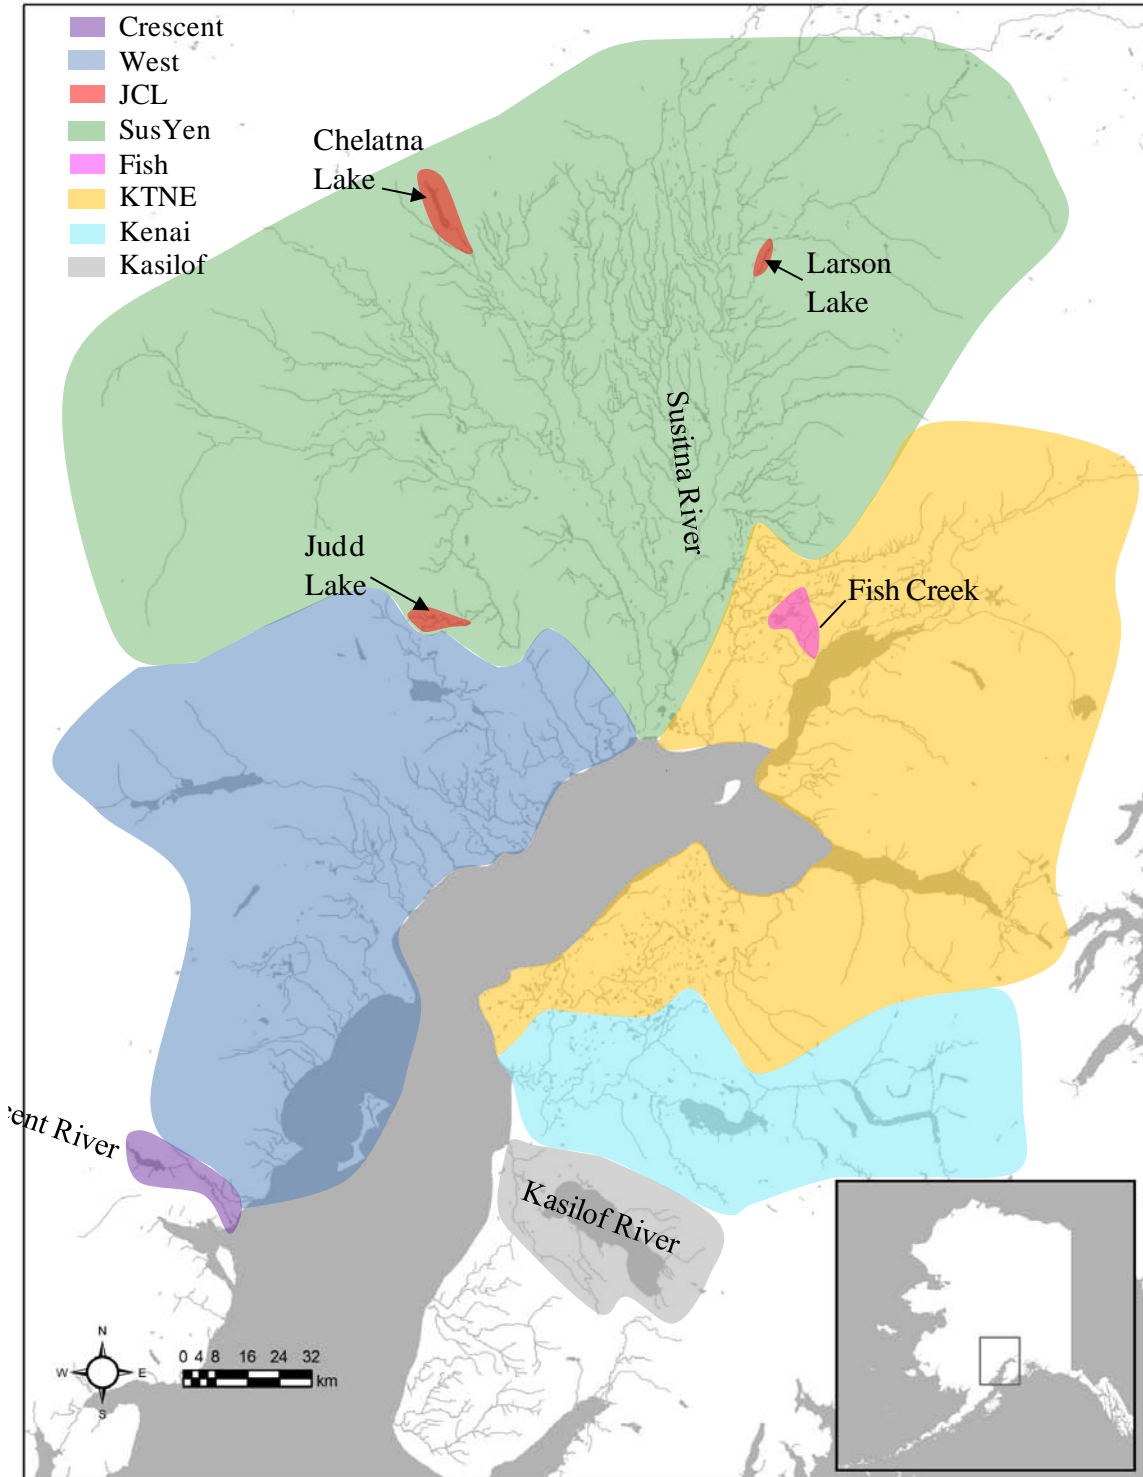 Crescent
West
JCL
SusYen
Fish
KTNE
Kenai
Kasilof
Chelatna
Lake
Larson
Lake
Susitna River
Judd
Lake
Fish Creek
cent River
Kasilof River
N
W E
S
0 4 8 16 24 32
km